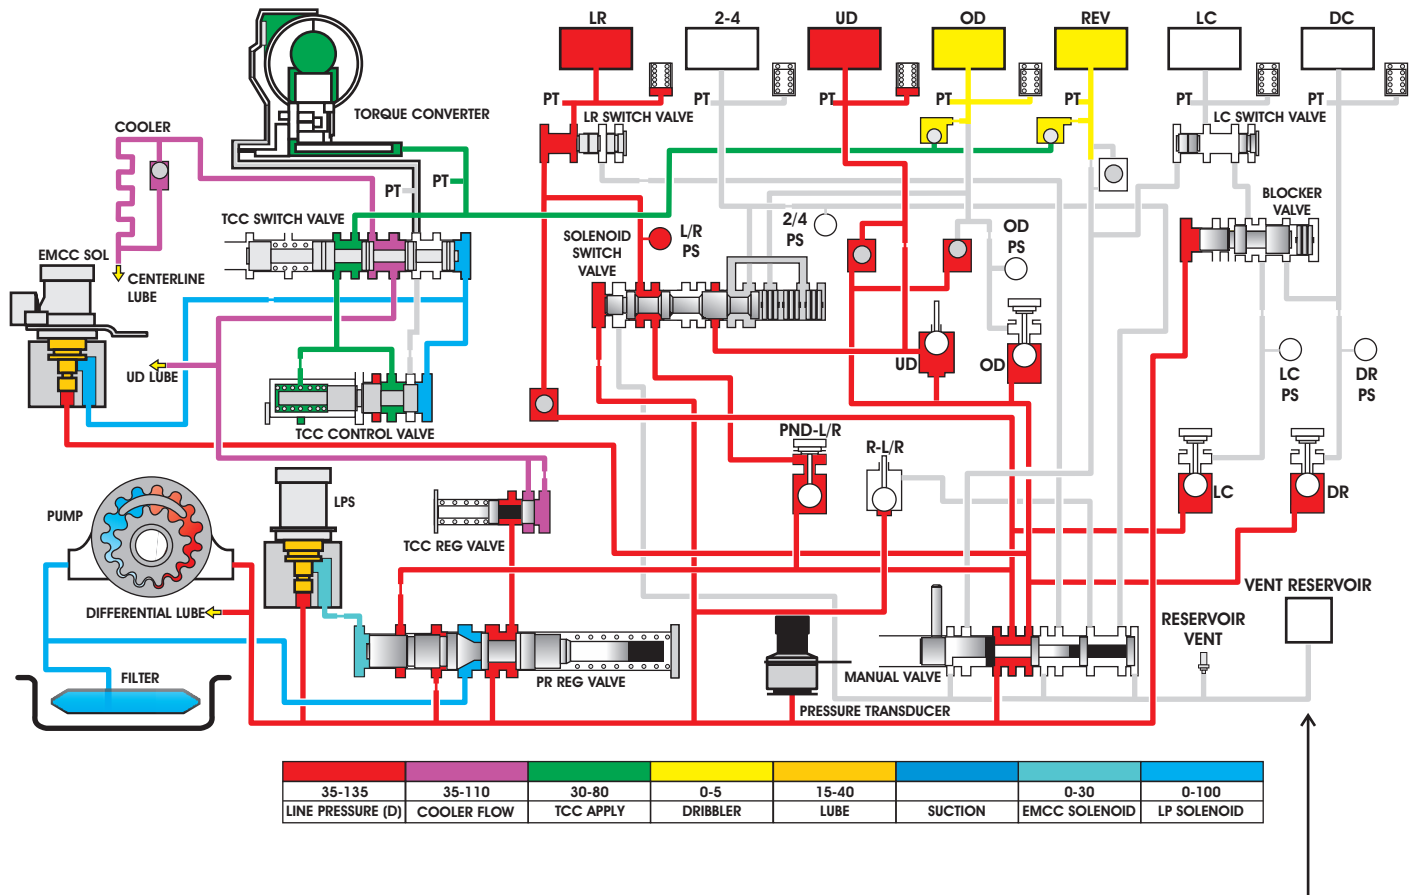 LR 2-4 UD OD REV LC DC
TORQUE CONVERTER
PT PT PT PT PT PT PT
LR SWITCH VALVE
LC SWITCH VALVE
COOLER
PT
PT
BLOCKER
VALVE
TCC SWITCH VALVE
EMCC SOL
L/R
PS
2/4
PS
OD
PS
SOLENOID
SWITCH
VALVE
CENTERLINE
LUBE
UD LUBE
UD
OD
LC
PS
DR
PS
TCC CONTROL VALVE
PND-L/R
R-L/R
LPS
PUMP
LC
DR
TCC REG VALVE
DIFFERENTIAL LUBE
VENT RESERVOIR
RESERVOIR
VENT
FILTER
PR REG VALVE
MANUAL VALVE
PRESSURE TRANSDUCER
35-135 35-110 30-80 0-5 15-40 0-30 0-100
LINE PRESSURE (D) COOLER FLOW TCC APPLY DRIBBLER LUBE SUCTION EMCC SOLENOID LP SOLENOID